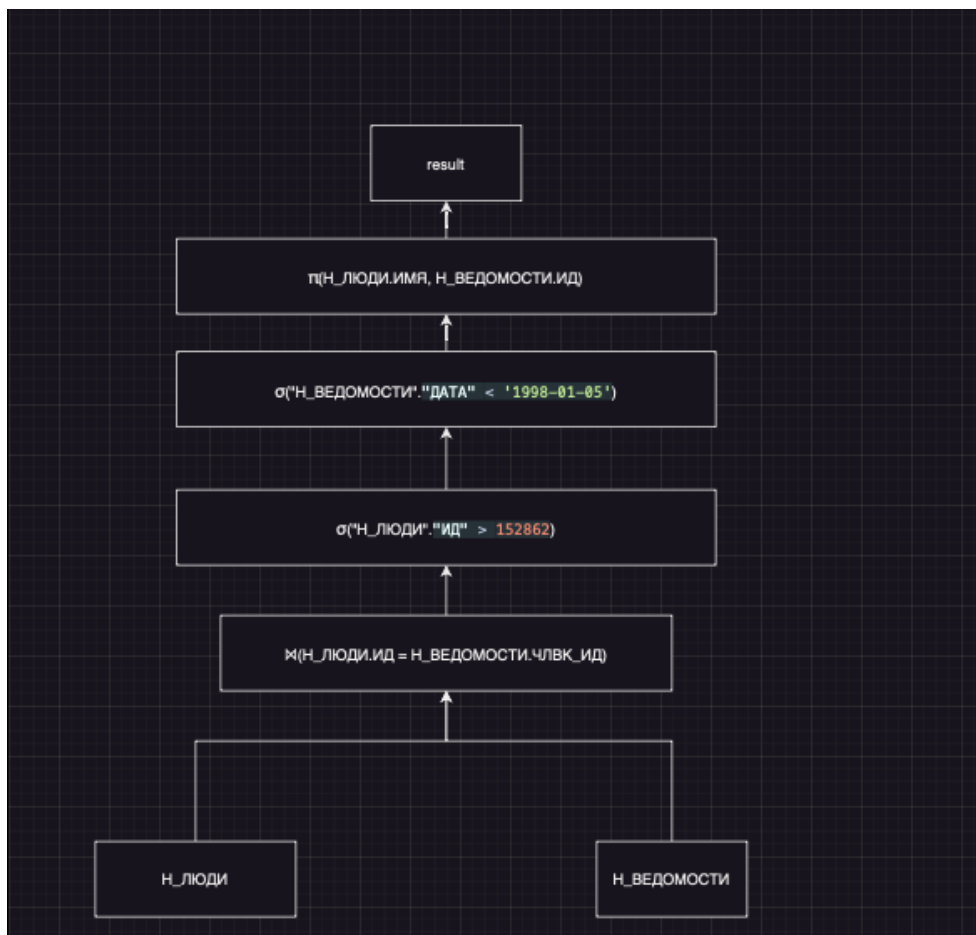 result
π(Н_ЛЮДИ.ИМЯ, Н_ВЕДОМОСТИ.ИД)
σ("Н_ВЕДОМОСТИ"."ДАТА" < '1998-01-05')
σ("Н_ЛЮДИ"."ИД" > 152862)
⋈(Н_ЛЮДИ.ИД = Н_ВЕДОМОСТИ.ЧЛВК_ИД)
Н_ЛЮДИ
Н_ВЕДОМОСТИ